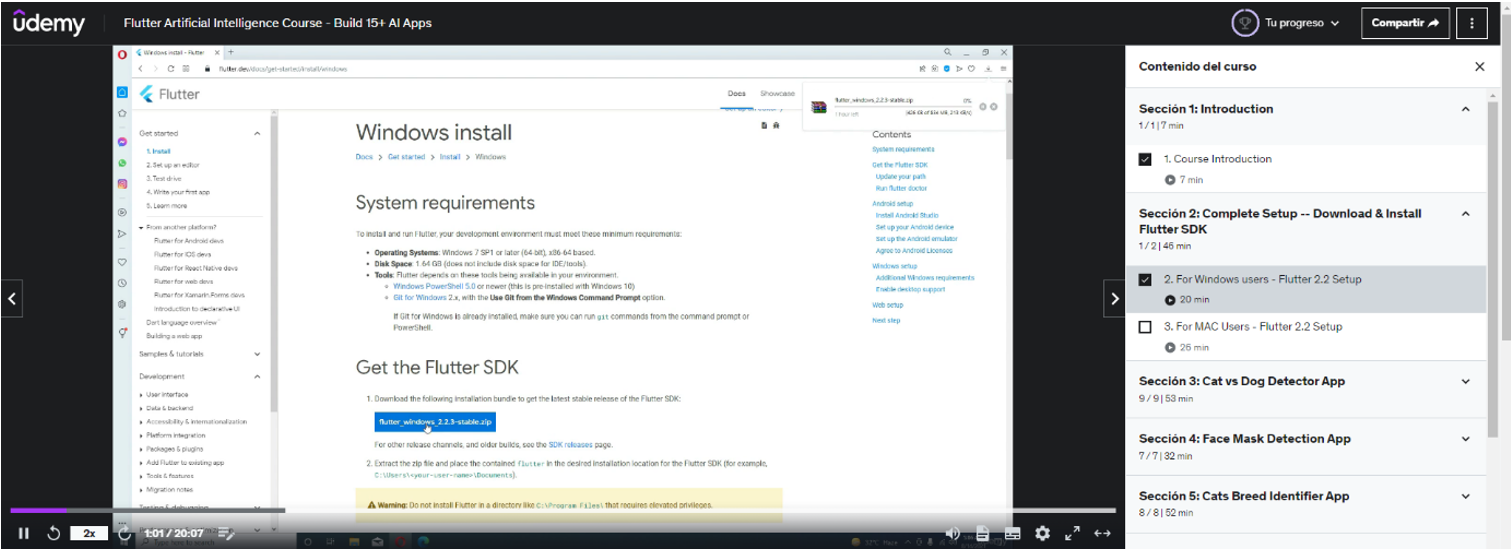 ûdemy
Flutter Artificial Intelligence Course - Build 15+ AI Apps
Tu progreso
Compartir
Windows install - Flutter
flutter.dev/docs/get-started/install/windows
Flutter
Docs
Showcase
flutter_windows_2.2.3-stable.zip
0%
1 hour left
Get started
1. Install
2. Set up an editor
3. Test drive
4. Write your first app
5. Learn more
From another platform?
Flutter for Android devs
Flutter for iOS devs
Flutter for React Native devs
Flutter for web devs
Flutter for Xamarin.Forms devs
Introduction to declarative UI
Dart language overview
Building a web app
Samples & tutorials
Development
User interface
Data & backend
Accessibility & internationalization
Platform integration
Packages & plugins
Add Flutter to existing app
Tools & features
Migration notes
Testing & debugging
Windows install
Docs > Get started > Install > Windows
System requirements
To install and run Flutter, your development environment must meet these minimum requirements:
• Operating Systems: Windows 7 SP1 or later (64-bit), x86-64 based.
• Disk Space: 1.64 GB (does not include disk space for IDE/tools).
• Tools: Flutter depends on these tools being available in your environment.
Windows PowerShell 5.0 or newer (this is pre-installed with Windows 10)
Git for Windows 2.x, with the Use Git from the Windows Command Prompt option.
If Git for Windows is already installed, make sure you can run git commands from the command prompt or
PowerShell.
Get the Flutter SDK
1. Download the following installation bundle to get the latest stable release of the Flutter SDK:
flutter_windows_2.2.3-stable.zip
For other release channels, and older builds, see the SDK releases page.
2. Extract the zip file and place the contained flutter in the desired installation location for the Flutter SDK (for example,
C:\Users\<your-user-name>\Documents).
Warning: Do not install Flutter in a directory like C:\Program Files\ that requires elevated privileges.
Contents
System requirements
Get the Flutter SDK
Update your path
Run flutter doctor
Android setup
Install Android Studio
Set up your Android device
Set up the Android emulator
Agree to Android Licenses
Windows setup
Additional Windows requirements
Enable desktop support
Web setup
Next step
2x
1:01 / 20:07
Type here to search
32°C Haze
Contenido del curso
Sección 1: Introduction
1 / 1 | 7 min
1. Course Introduction
7 min
Sección 2: Complete Setup -- Download & Install
Flutter SDK
1 / 2 | 46 min
2. For Windows users - Flutter 2.2 Setup
20 min
3. For MAC Users - Flutter 2.2 Setup
26 min
Sección 3: Cat vs Dog Detector App
9 / 9 | 53 min
Sección 4: Face Mask Detection App
7 / 7 | 32 min
Sección 5: Cats Breed Identifier App
8 / 8 | 52 min